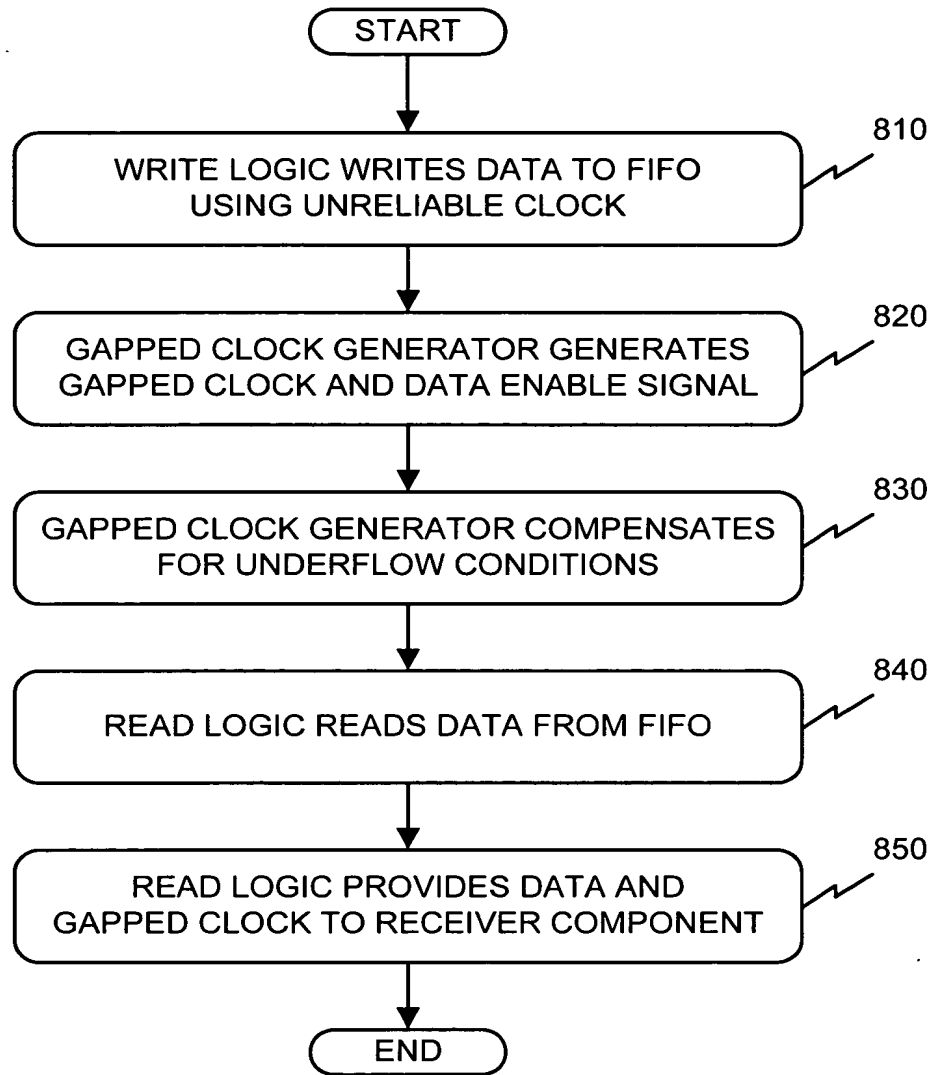 START
810
WRITE LOGIC WRITES DATA TO FIFO
USING UNRELIABLE CLOCK
820
GAPPED CLOCK GENERATOR GENERATES
GAPPED CLOCK AND DATA ENABLE SIGNAL
830
GAPPED CLOCK GENERATOR COMPENSATES
FOR UNDERFLOW CONDITIONS
840
READ LOGIC READS DATA FROM FIFO
850
READ LOGIC PROVIDES DATA AND
GAPPED CLOCK TO RECEIVER COMPONENT
END